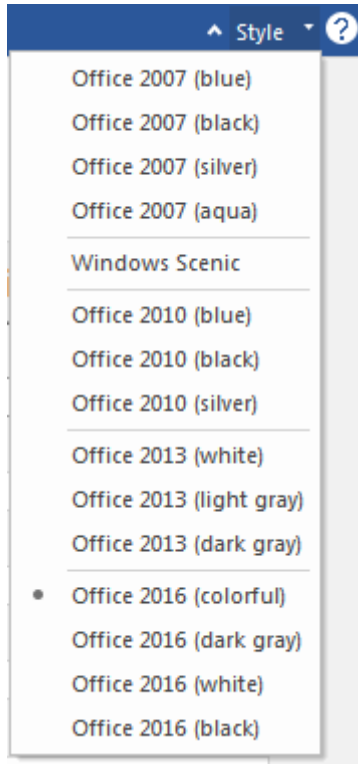 Style
?
Office 2007 (blue)
Office 2007 (black)
Office 2007 (silver)
Office 2007 (aqua)
Windows Scenic
Office 2010 (blue)
Office 2010 (black)
Office 2010 (silver)
Office 2013 (white)
Office 2013 (light gray)
Office 2013 (dark gray)
Office 2016 (colorful)
Office 2016 (dark gray)
Office 2016 (white)
Office 2016 (black)